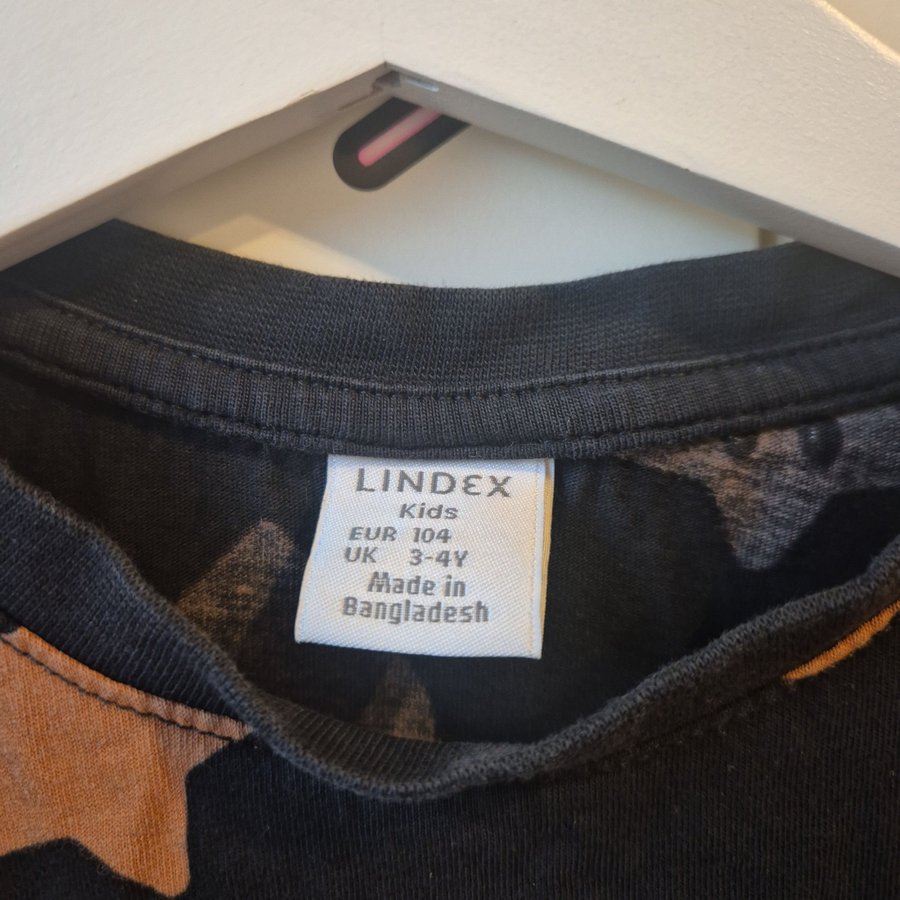 LINDEX
Kids
EUR 104
UK 3-4Y
Made in
Bangladesh